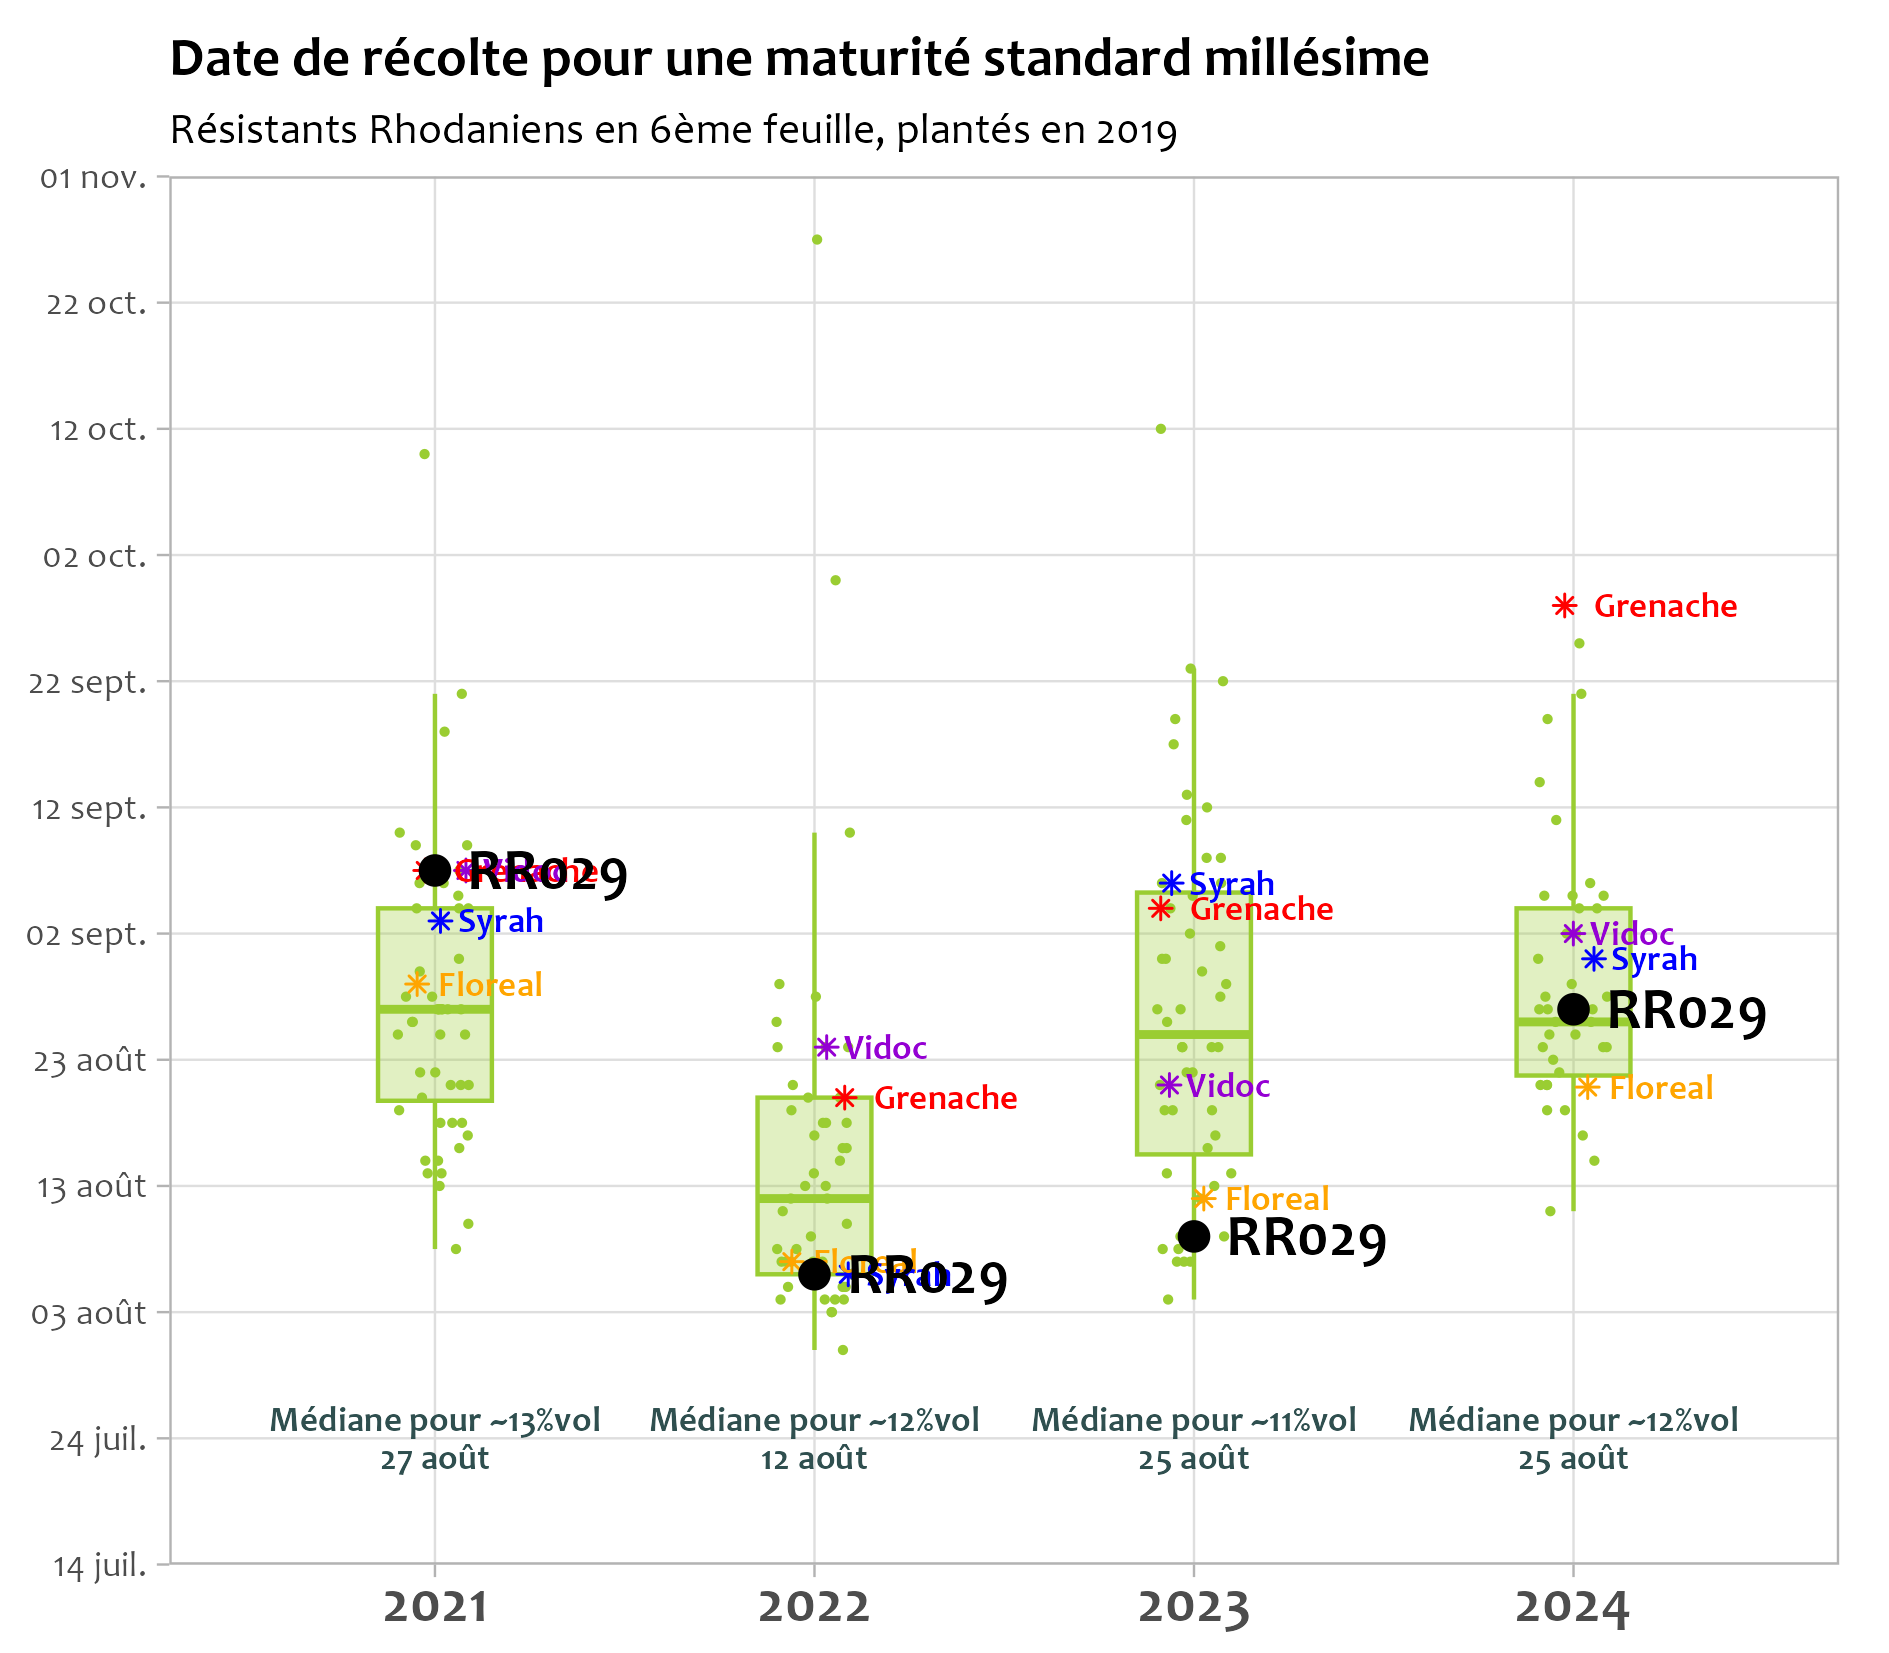 Date de récolte pour une maturité standard millésime
Résistants Rhodaniens en 6ème feuille, plantés en 2019
01 nov.
22 oct.
12 oct.
02 oct.
22 sept.
12 sept.
02 sept.
23 août
13 août
03 août
24 juil.
14 juil.
Grenache
Vidoc
RR029
Syrah
Floreal
Vidoc
Grenache
Floreal
Syrah
RR029
Syrah
Grenache
Vidoc
Floreal
RR029
Grenache
Vidoc
Syrah
RR029
Floreal
Médiane pour ~13%vol
27 août
Médiane pour ~12%vol
12 août
Médiane pour ~11%vol
25 août
Médiane pour ~12%vol
25 août
2021
2022
2023
2024